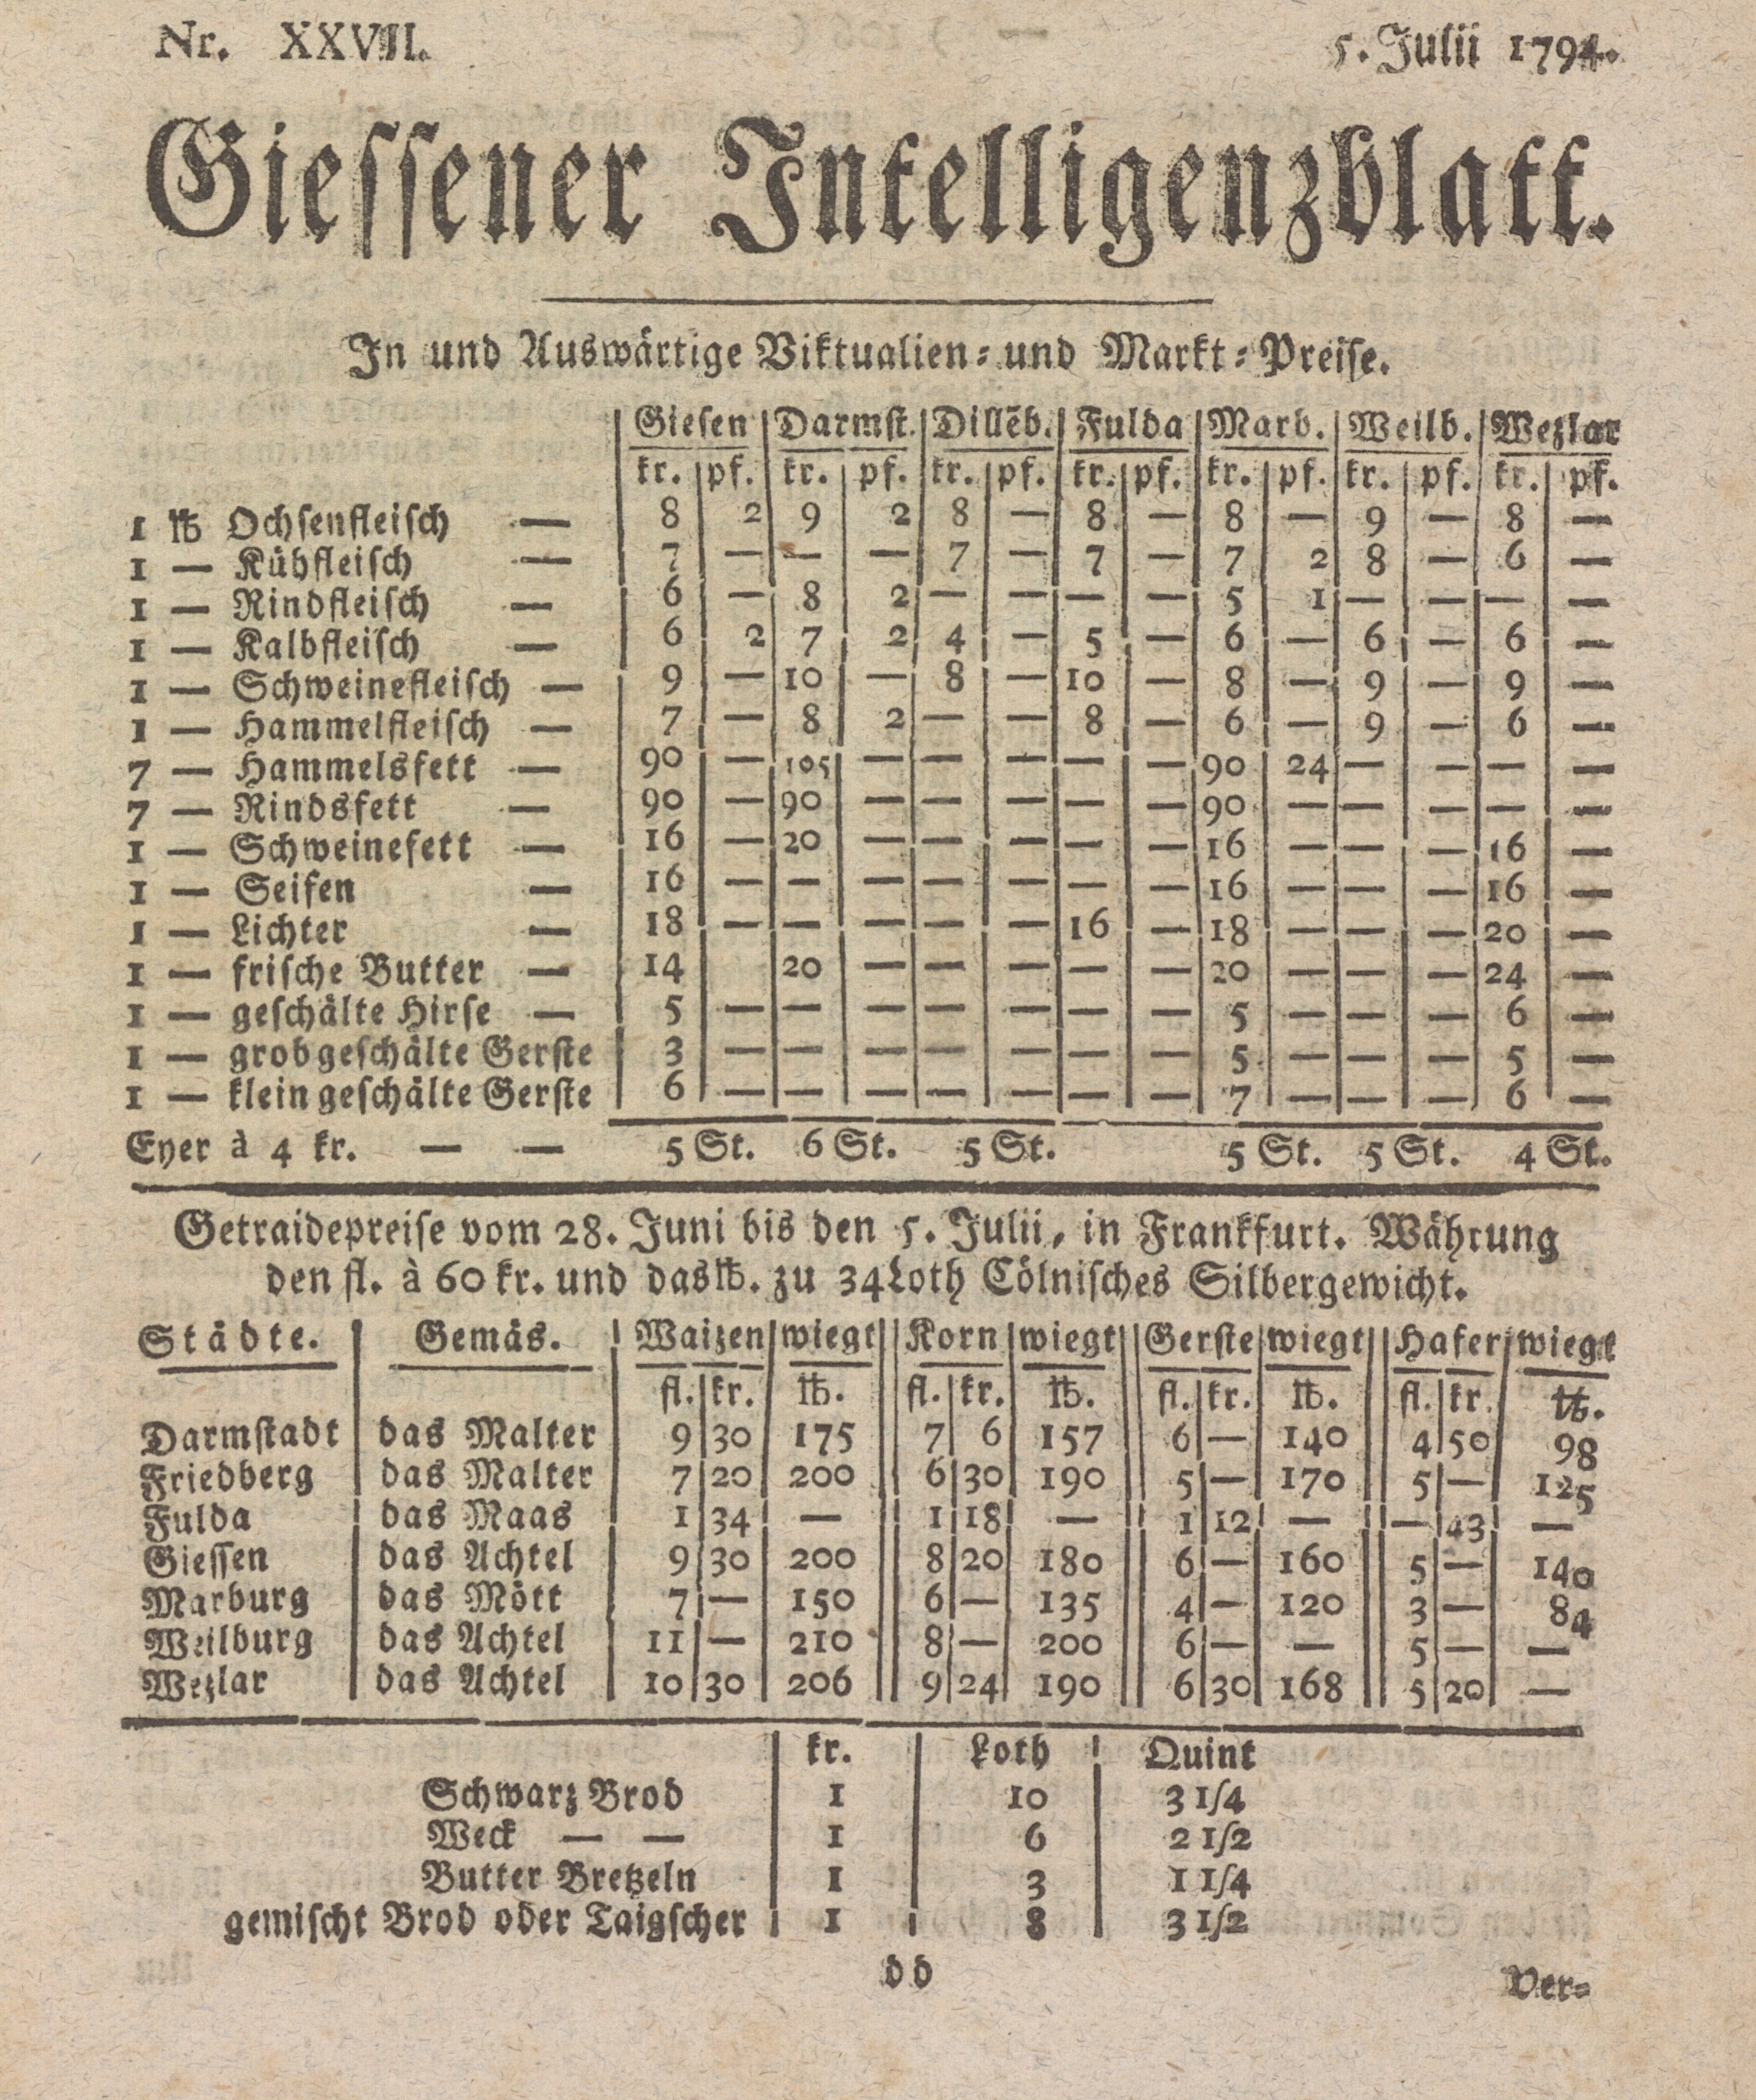 Nr. XXVII. 5. Julii 1794.
Giessener Intelligenzblatt.
In und Auswärtige Viktualien- und Markt-Preise.
Giesen Darmst. Dillēb. Fulda Marb. Weilb. Wezlar
kr. pf. kr. pf. kr. pf. kr. pf. kr. pf. kr. pf. kr. pf.
1 ℔ Ochsenfleisch — 8 2 9 2 8 — 8 — 8 — 9 — 8 —
1 — Kühfleisch — 7 — — — 7 — 7 — 7 2 8 — 6 —
1 — Rindfleisch — 6 — 8 2 — — — — 5 1 — — — —
1 — Kalbfleisch — 6 2 7 2 4 — 5 — 6 — 6 — 6 —
1 — Schweinefleisch — 9 — 10 — 8 — 10 — 8 — 9 — 9 —
1 — Hammelfleisch — 7 — 8 2 — — 8 — 6 — 9 — 6 —
7 — Hammelsfett — 90 — 105 — — — — — 90 24 — — — —
7 — Rindsfett — 90 — 90 — — — — — 90 — — — — —
1 — Schweinefett — 16 — 20 — — — — — 16 — — — 16 —
1 — Seifen — 16 — — — — — — — 16 — — — 16 —
1 — Lichter — 18 — — — — — 16 — 18 — — — 20 —
1 — frische Butter — 14 20 — — — — — 20 — — — 24 —
1 — geschälte Hirse — 5 — — — — — — — 5 — — — 6 —
1 — grob geschälte Gerste 3 — — — — — — — 5 — — — 5 —
1 — klein geschälte Gerste 6 — — — — — — — 7 — — — 6 —
Eyer à 4 kr. — — 5 St. 6 St. 5 St. 5 St. 5 St. 4 St.
Getraidepreise vom 28. Juni bis den 5. Julii, in Frankfurt. Währung
den fl. à 60 kr. und das ℔. zu 34 Loth Cölnisches Silbergewicht.
Städte. Gemäs. Waizen wiegt Korn wiegt Gerste wiegt Hafer wiegt
fl. kr. ℔. fl. kr. ℔. fl. kr. ℔. fl. kr. ℔.
Darmstadt das Malter 9 30 175 7 6 157 6 — 140 4 50 98
Friedberg das Malter 7 20 200 6 30 190 5 — 170 5 — 125
Fulda das Maas 1 34 — 1 18 — 1 12 — — 43 —
Giessen das Achtel 9 30 200 8 20 180 6 — 160 5 — 140
Marburg das Mött 7 — 150 6 — 135 4 — 120 3 — 84
Weilburg das Achtel 11 — 210 8 — 200 6 — — 5 — —
Wezlar das Achtel 10 30 206 9 24 190 6 30 168 5 20 —
kr. Loth Quint
Schwarz Brod 1 10 3 1/4
Weck — — 1 6 2 1/2
Butter Bretzeln 1 3 1 1/4
gemischt Brod oder Taigscher 1 8 3 1/2
dd Ver-